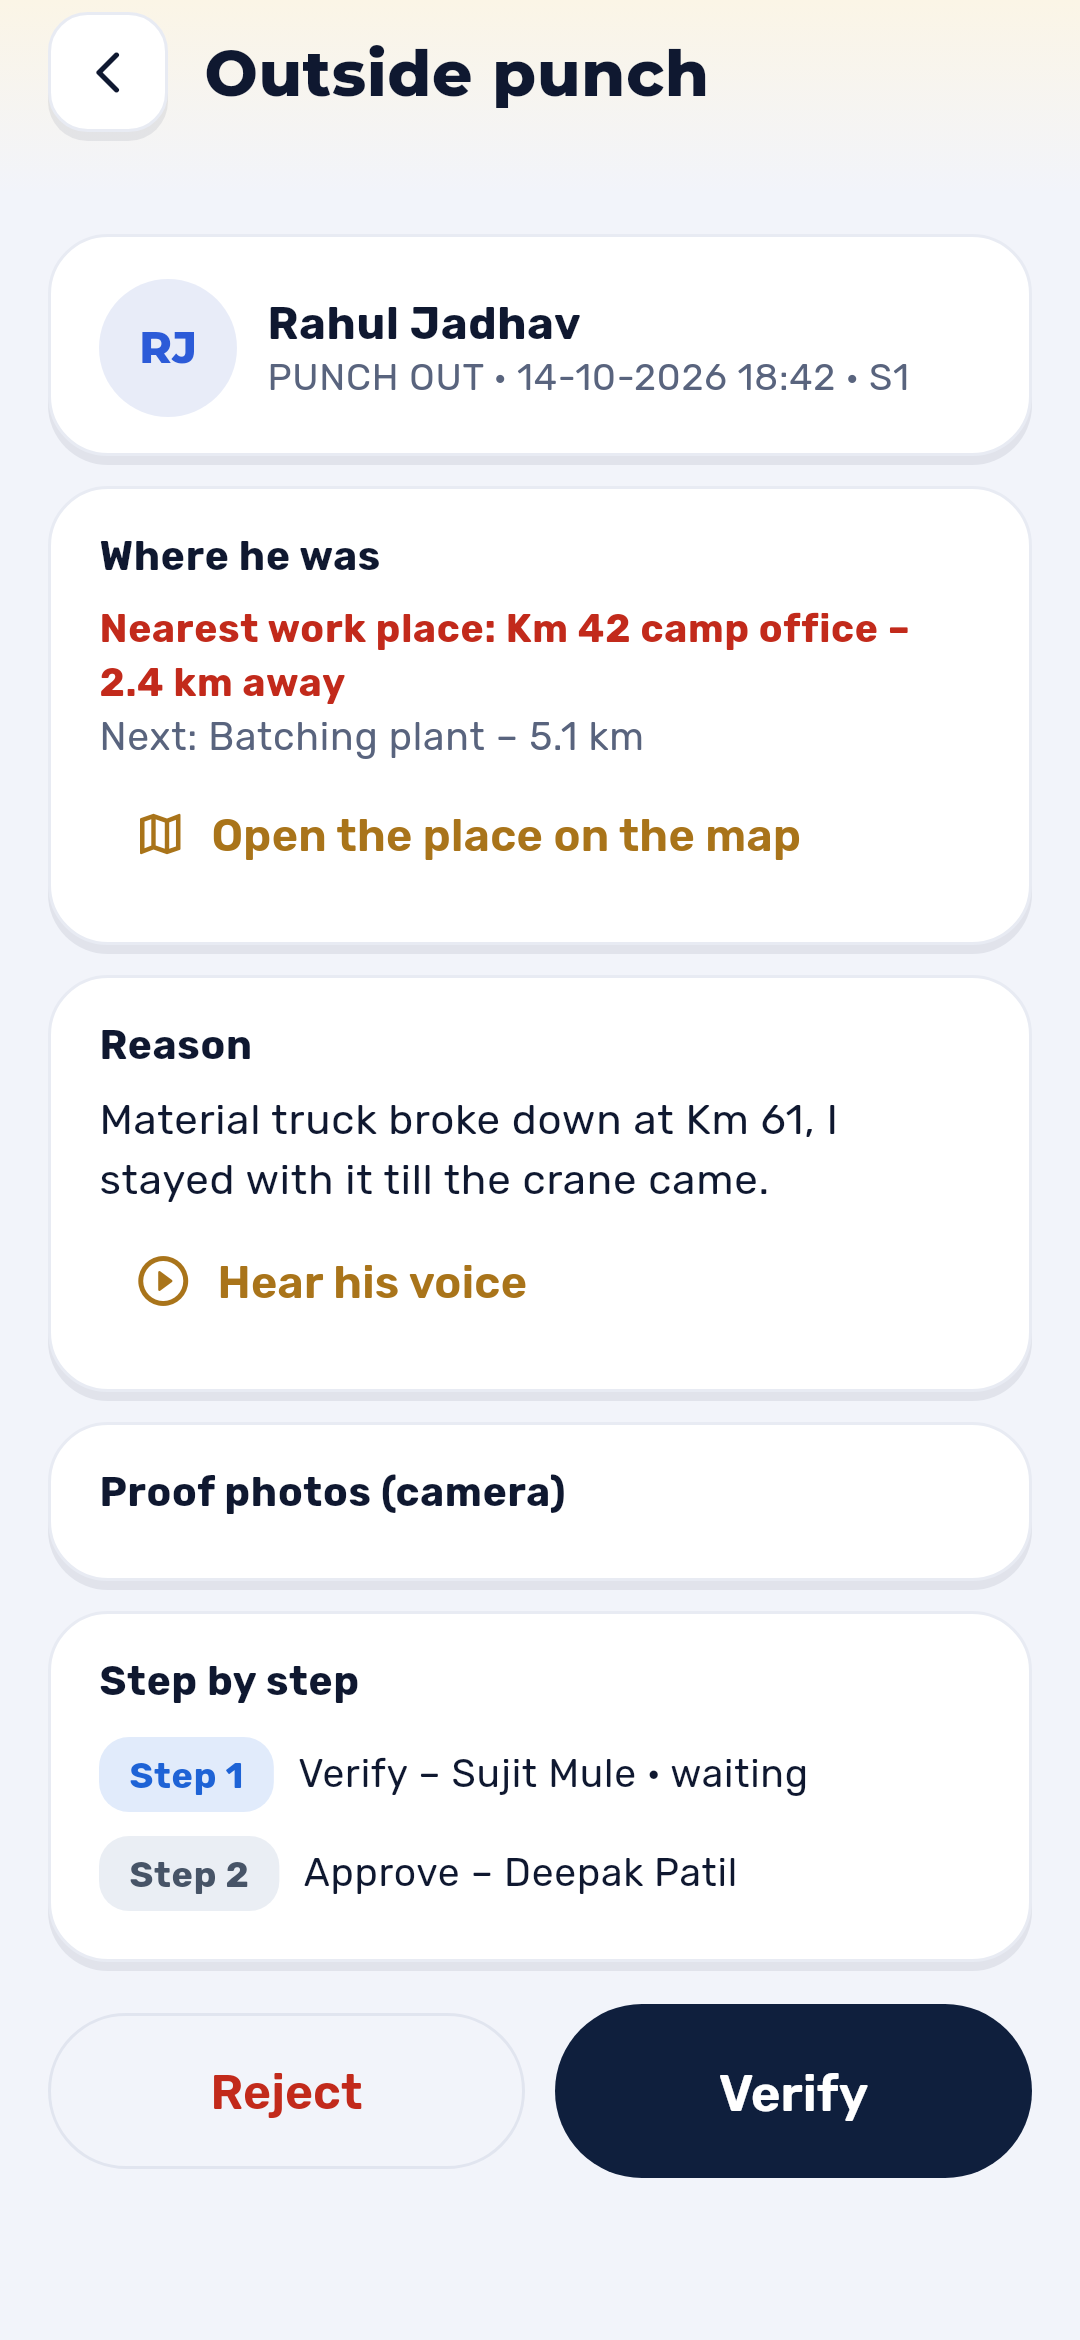 Outside punch
RJ
Rahul Jadhav
PUNCH OUT • 14-10-2026 18:42 • S1
Where he was
Nearest work place: Km 42 camp office –
2.4 km away
Next: Batching plant – 5.1 km
Open the place on the map
Reason
Material truck broke down at Km 61, I
stayed with it till the crane came.
Hear his voice
Proof photos (camera)
Step by step
Step 1 Verify – Sujit Mule • waiting
Step 2 Approve – Deepak Patil
Reject Verify